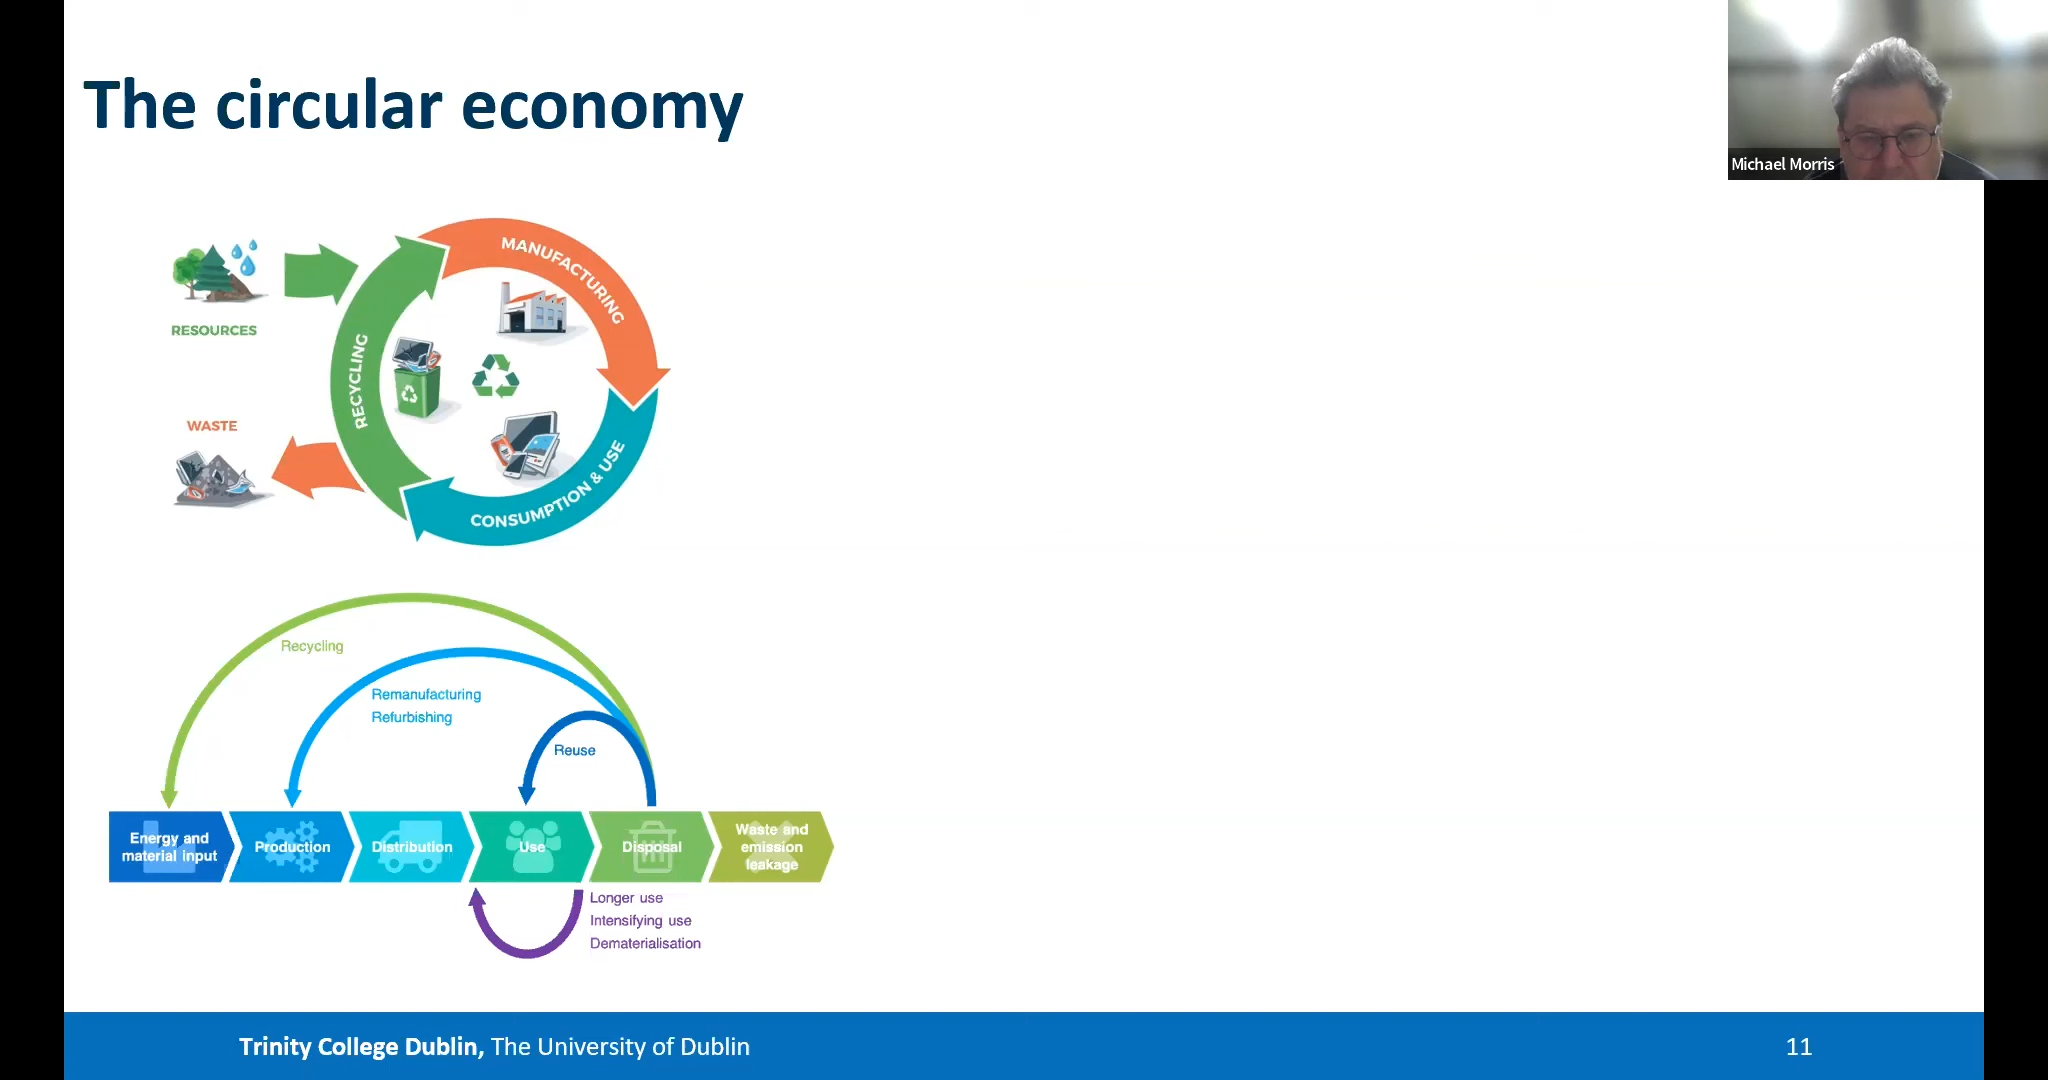 The circular economy
Michael Morris
RESOURCES
WASTE
MANUFACTURING
RECYCLING
CONSUMPTION & USE
Recycling
Remanufacturing
Refurbishing
Reuse
Energy and
material input
Production
Distribution
Use
Disposal
Waste and
emission
leakage
Longer use
Intensifying use
Dematerialisation
Trinity College Dublin, The University of Dublin
11